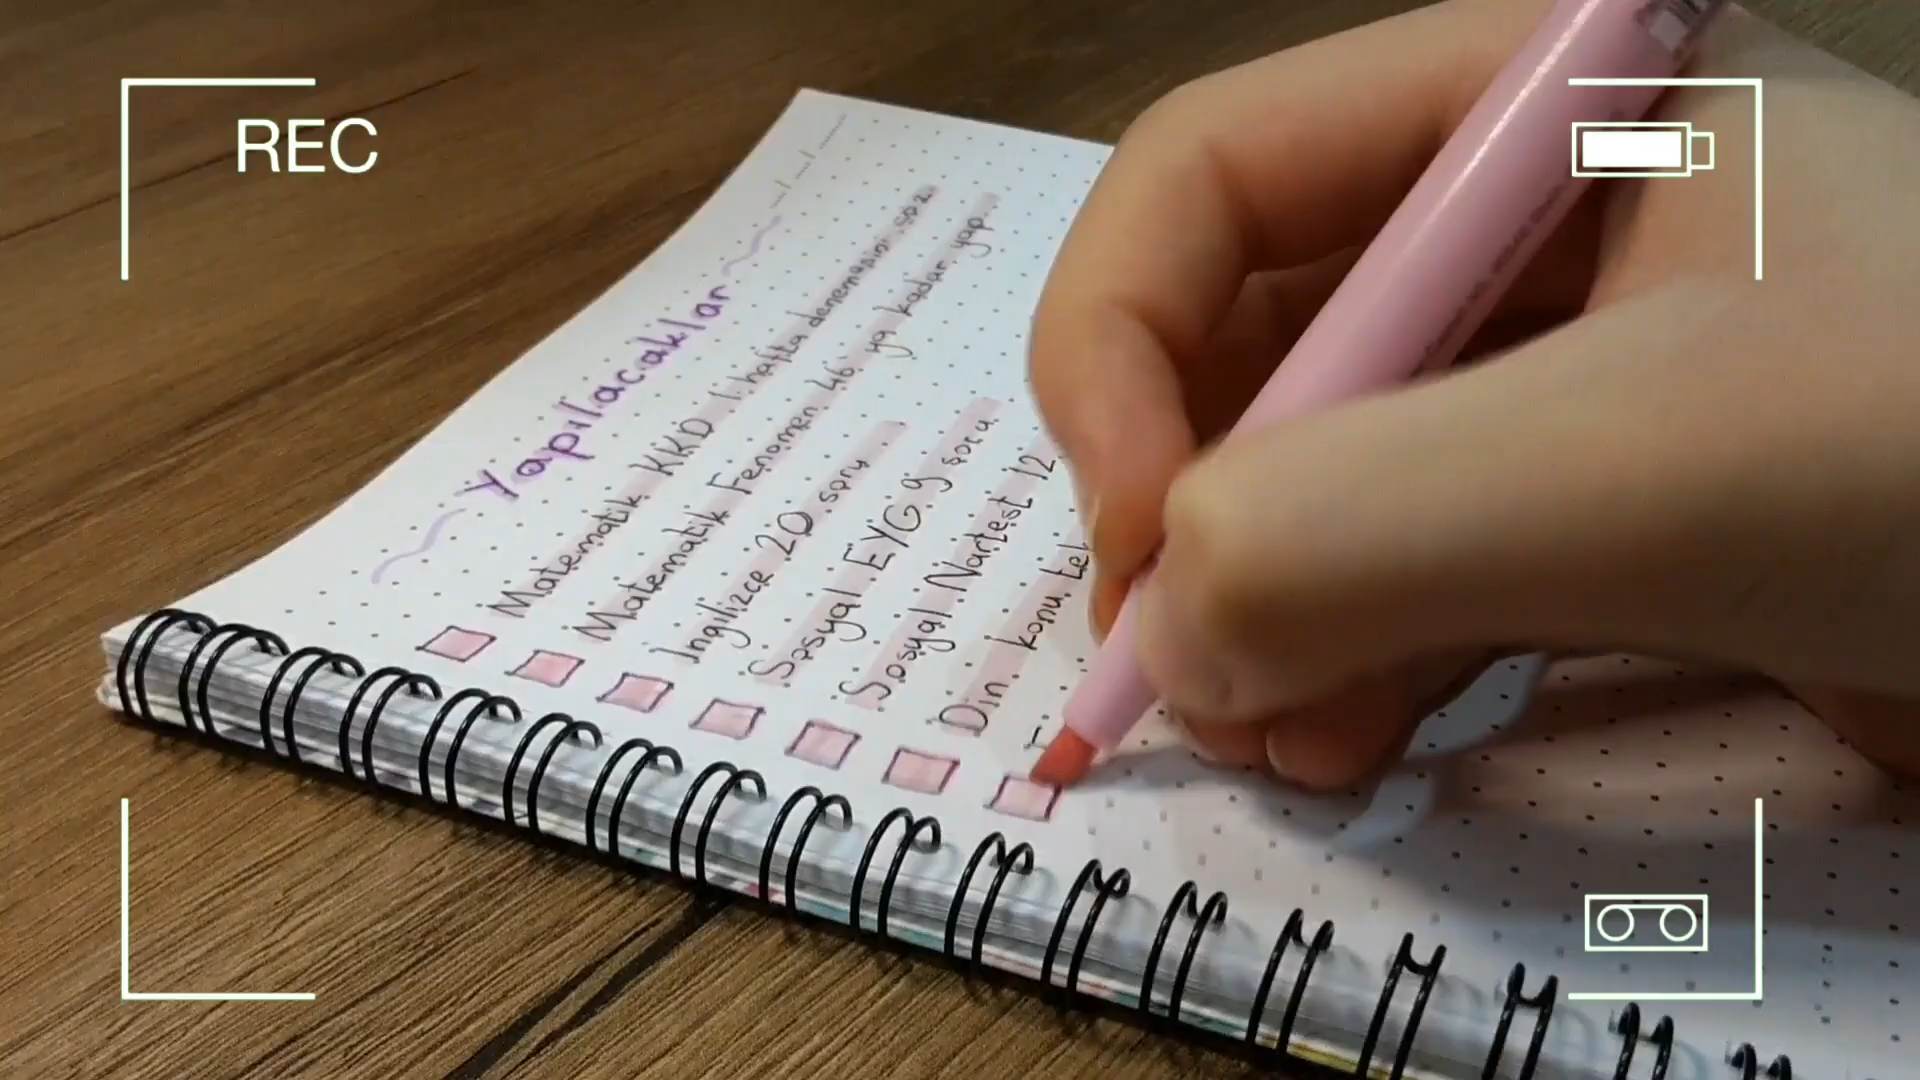 REC
Yapılacaklar
Matematik KKD 1. hafta denemesini çöz
Matematik Fenomen 46 ya kadar yap
İngilizce 20 soru
Sosyal EYG 9 soru
Sosyal Nartest 12
Din konu tek
F